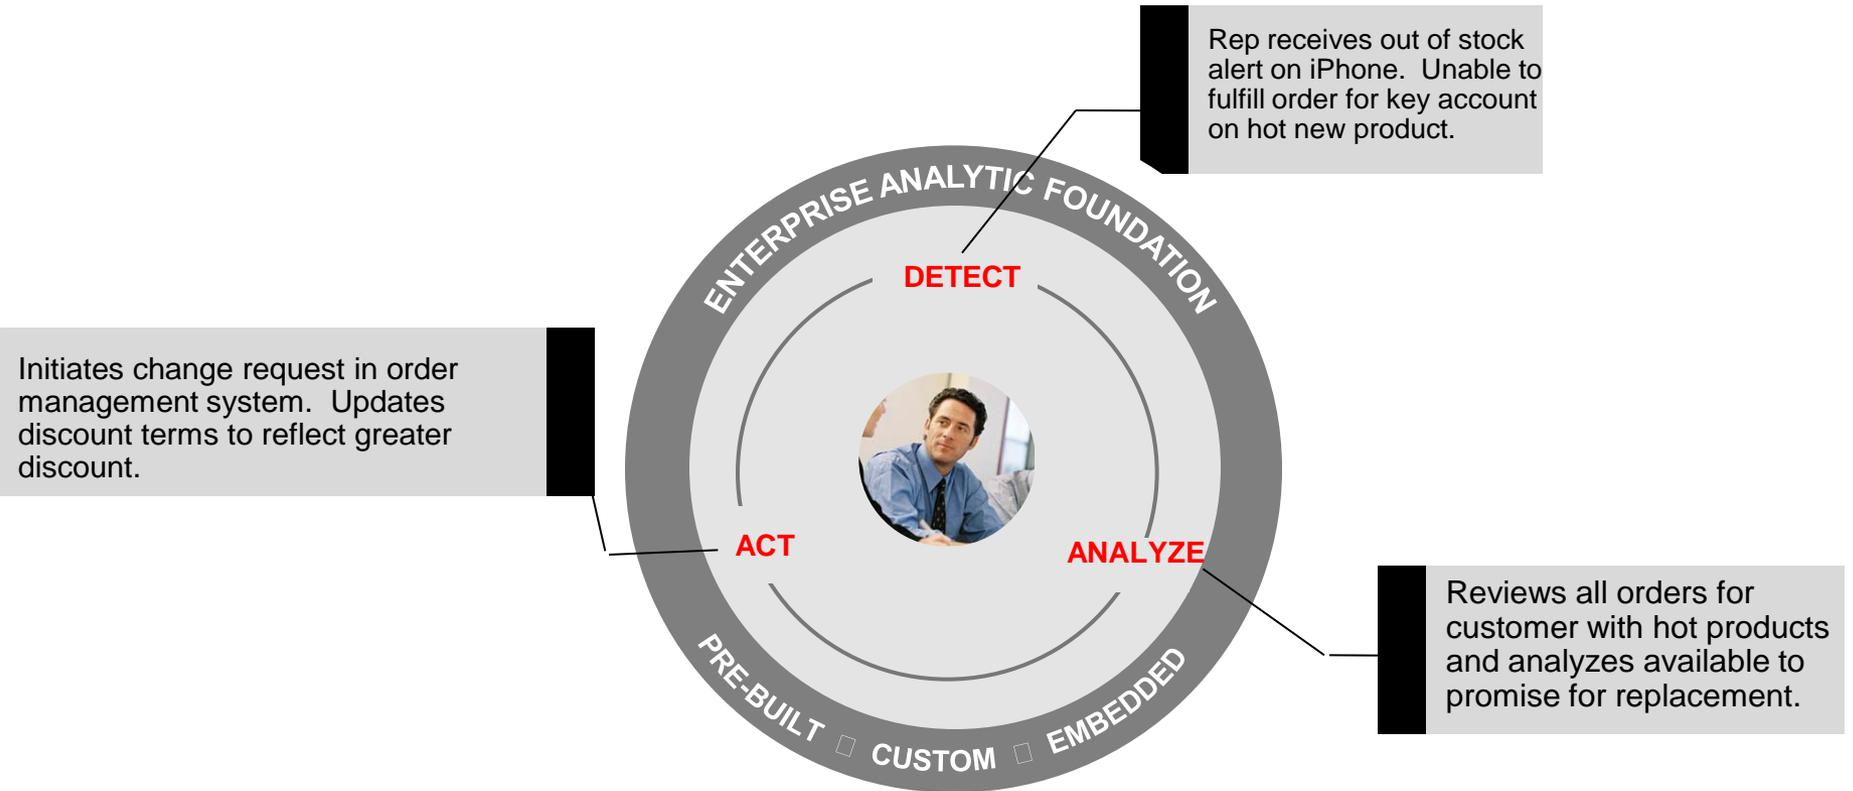 Rep receives out of stock
alert on iPhone.  Unable to
fulfill order for key account
on hot new product.
ENTERPRISE ANALYTIC FOUNDATION
DETECT
Initiates change request in order
management system.  Updates
discount terms to reflect greater
discount.
ACT
ANALYZE
Reviews all orders for
customer with hot products
and analyzes available to
promise for replacement.
PRE-BUILT □ CUSTOM □ EMBEDDED